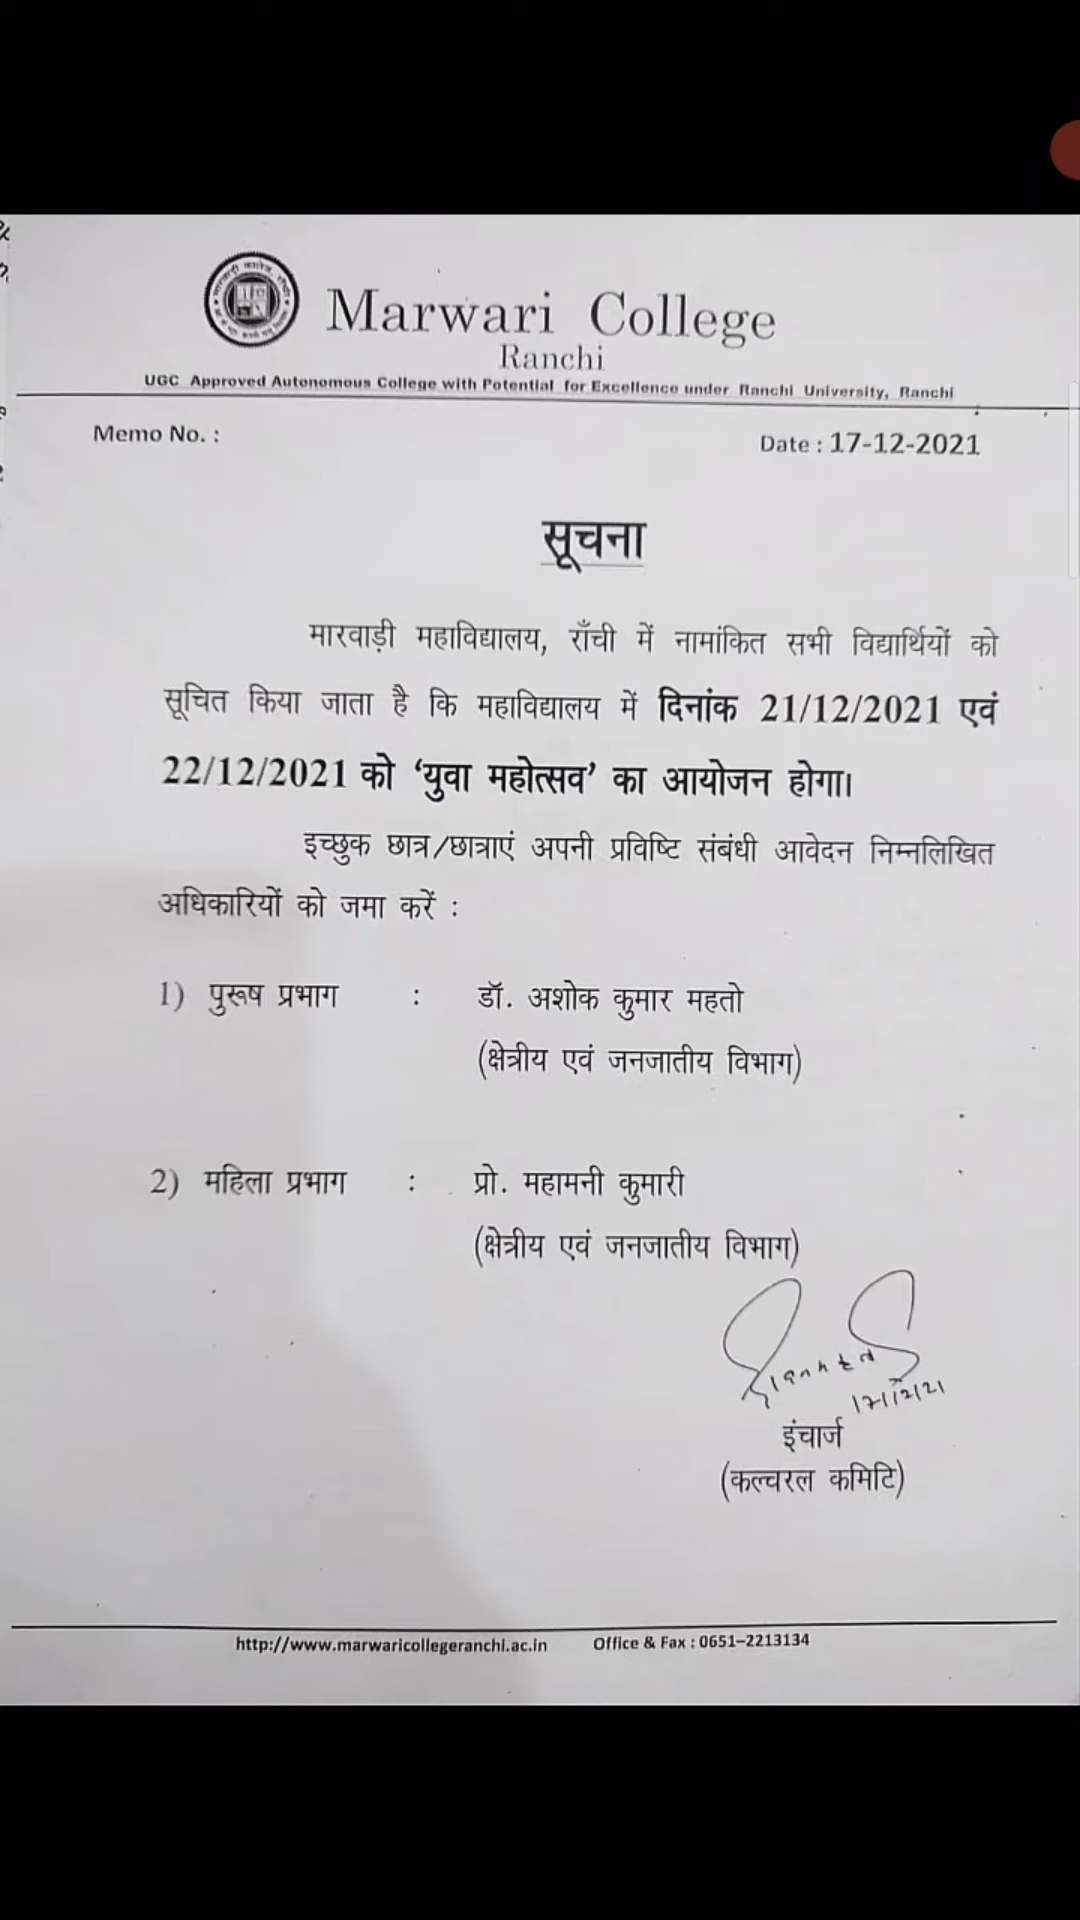 Marwari College
Ranchi
UGC Approved Autonomous College with Potential for Excellence under Ranchi University, Ranchi
Memo No. :
Date : 17-12-2021
सूचना
मारवाड़ी महाविद्यालय, राँची में नामांकित सभी विद्यार्थियों को
सूचित किया जाता है कि महाविद्यालय में दिनांक 21/12/2021 एवं
22/12/2021 को ‘युवा महोत्सव’ का आयोजन होगा।
इच्छुक छात्र/छात्राएं अपनी प्रविष्टि संबंधी आवेदन निम्नलिखित
अधिकारियों को जमा करें :
1) पुरूष प्रभाग : डॉ. अशोक कुमार महतो
(क्षेत्रीय एवं जनजातीय विभाग)
2) महिला प्रभाग : प्रो. महामनी कुमारी
(क्षेत्रीय एवं जनजातीय विभाग)
17/12/21
इंचार्ज
(कल्चरल कमिटि)
http://www.marwaricollegeranchi.ac.in Office & Fax : 0651–2213134